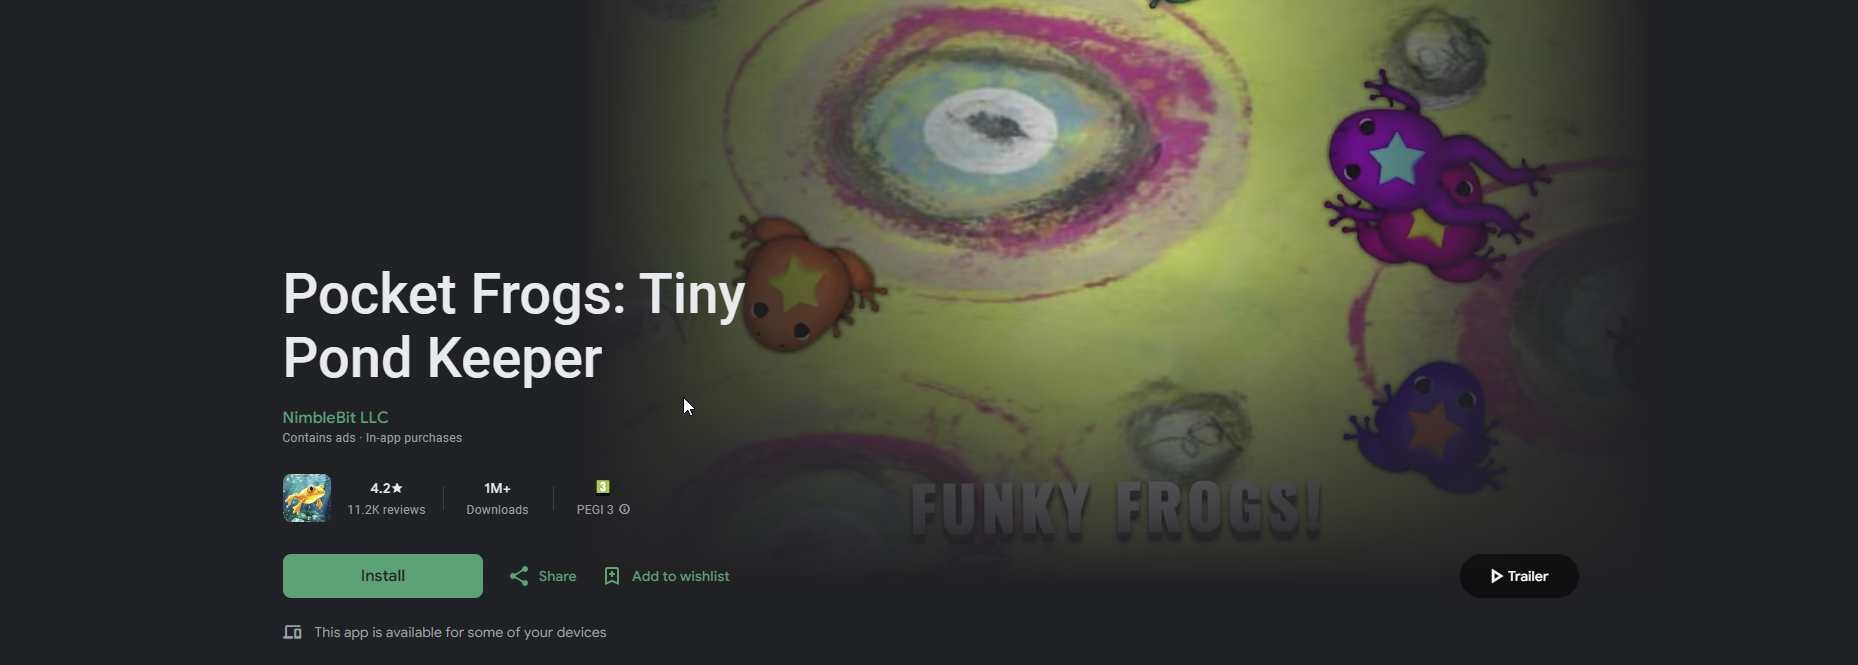 Pocket Frogs: Tiny
Pond Keeper
NimbleBit LLC
Contains ads · In-app purchases
4.2★
11.2K reviews
1M+
Downloads
3
PEGI 3
FUNKY FROGS!
Install
Share
Add to wishlist
Trailer
This app is available for some of your devices